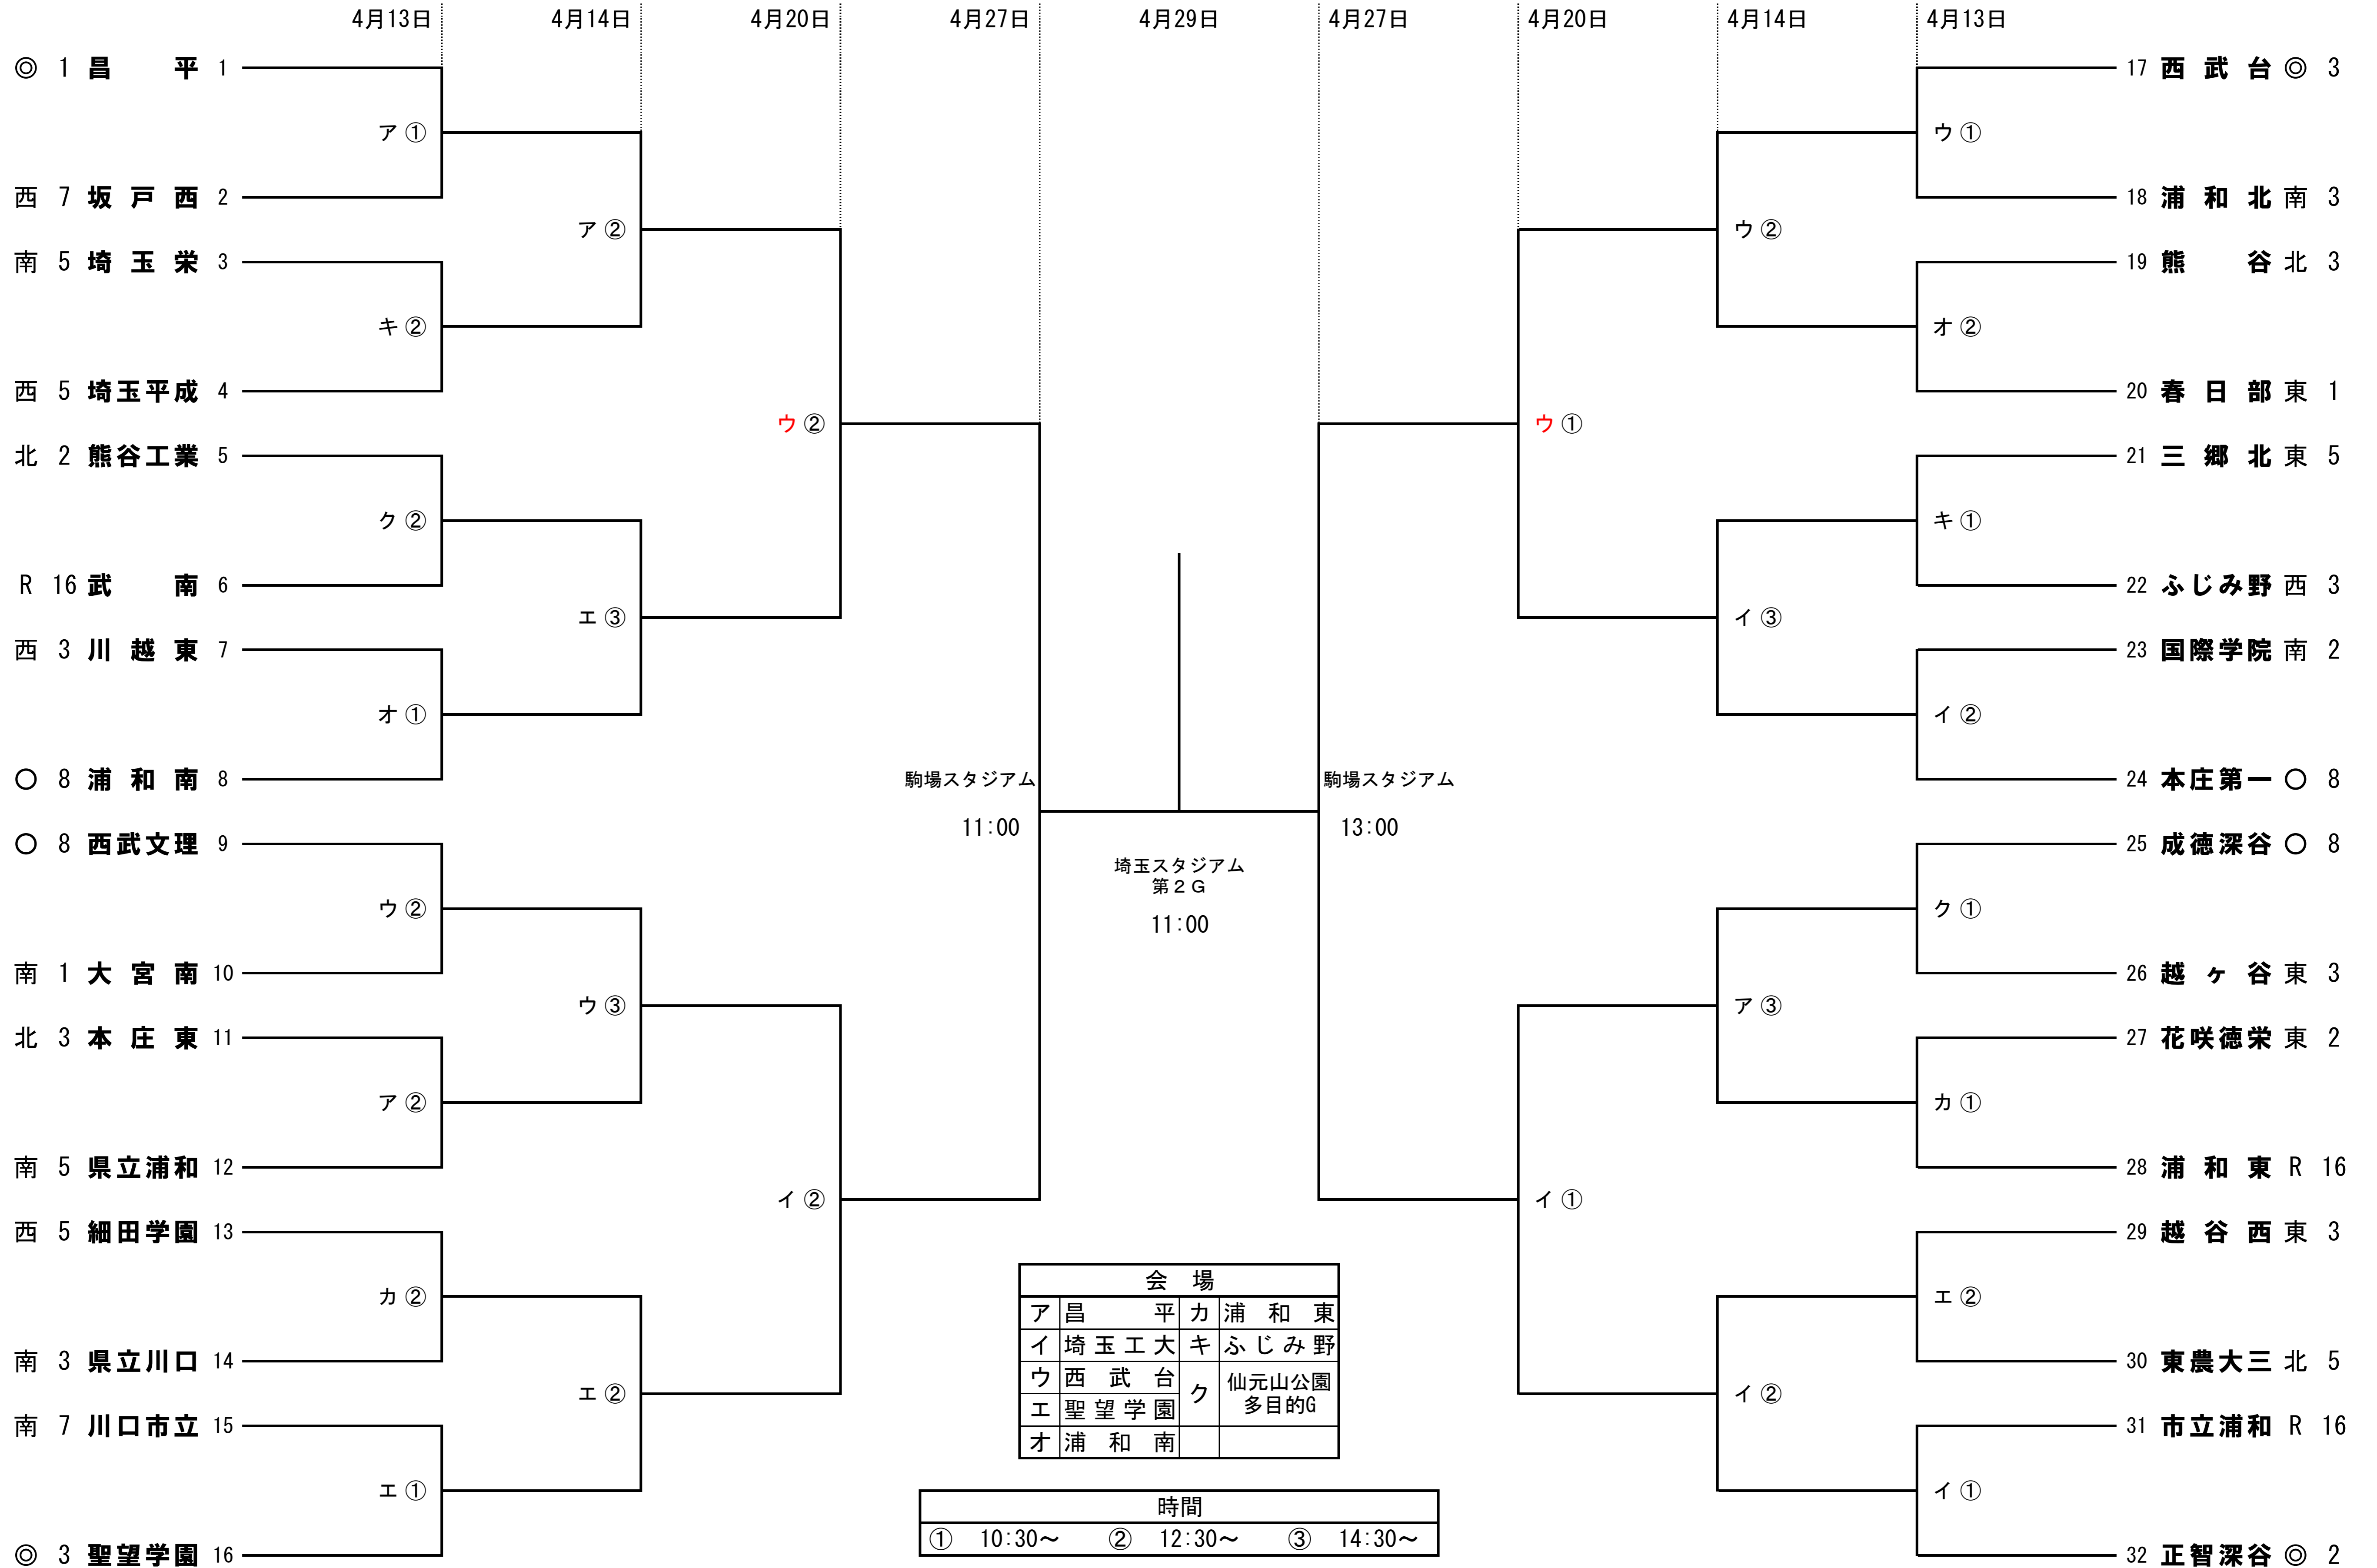 4月13日 4月14日 4月20日 4月27日 4月29日 4月27日 4月20日 4月14日 4月13日
◎ 1 昌平 1
17 西武台 ◎ 3
ア① ウ①
西 7 坂戸西 2
18 浦和北 南 3
ア② ウ②
南 5 埼玉栄 3
19 熊谷 北 3
キ② オ②
西 5 埼玉平成 4
20 春日部 東 1
ウ② ウ①
北 2 熊谷工業 5
21 三郷北 東 5
ク② キ①
R 16 武南 6
22 ふじみ野 西 3
エ③ イ③
西 3 川越東 7
23 国際学院 南 2
オ① イ②
〇 8 浦和南 8
駒場スタジアム 駒場スタジアム
24 本庄第一 〇 8
11:00 13:00
〇 8 西武文理 9
25 成徳深谷 〇 8
埼玉スタジアム
第2G
11:00
ウ② ク①
南 1 大宮南 10
26 越ヶ谷 東 3
ウ③ ア③
北 3 本庄東 11
27 花咲徳栄 東 2
ア② カ①
南 5 県立浦和 12
28 浦和東 R 16
イ② イ①
西 5 細田学園 13
29 越谷西 東 3
カ② エ②
南 3 県立川口 14
30 東農大三 北 5
エ② イ②
南 7 川口市立 15
31 市立浦和 R 16
エ① イ①
◎ 3 聖望学園 16
32 正智深谷 ◎ 2
会場
ア 昌平 カ 浦和東
イ 埼玉工大 キ ふじみ野
ウ 西武台 ク 仙元山公園
エ 聖望学園 多目的G
オ 浦和南
時間
① 10:30～ ② 12:30～ ③ 14:30～